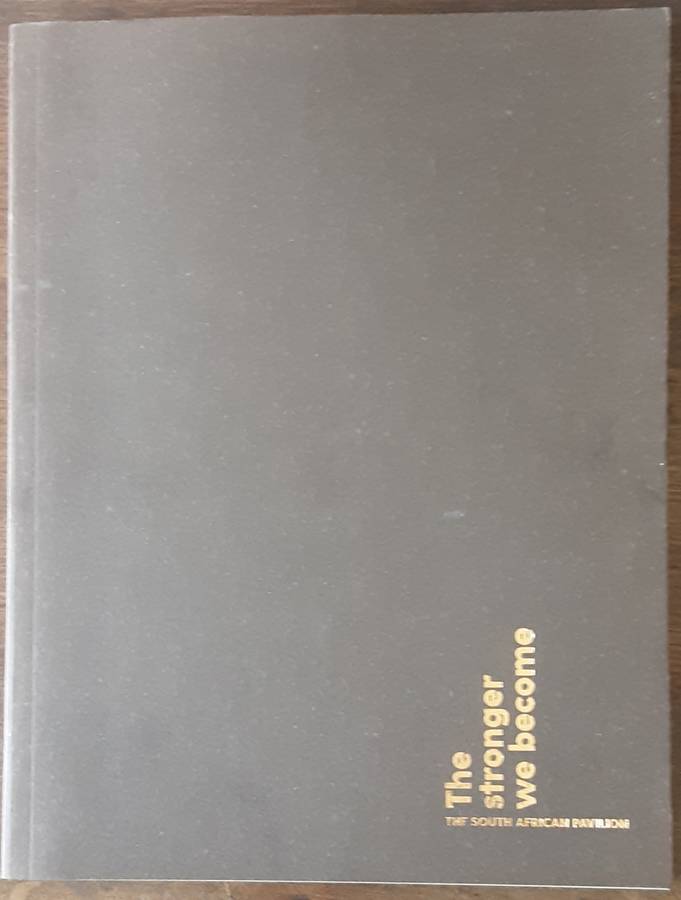 The
stronger
we become
THE SOUTH AFRICAN PAVILION